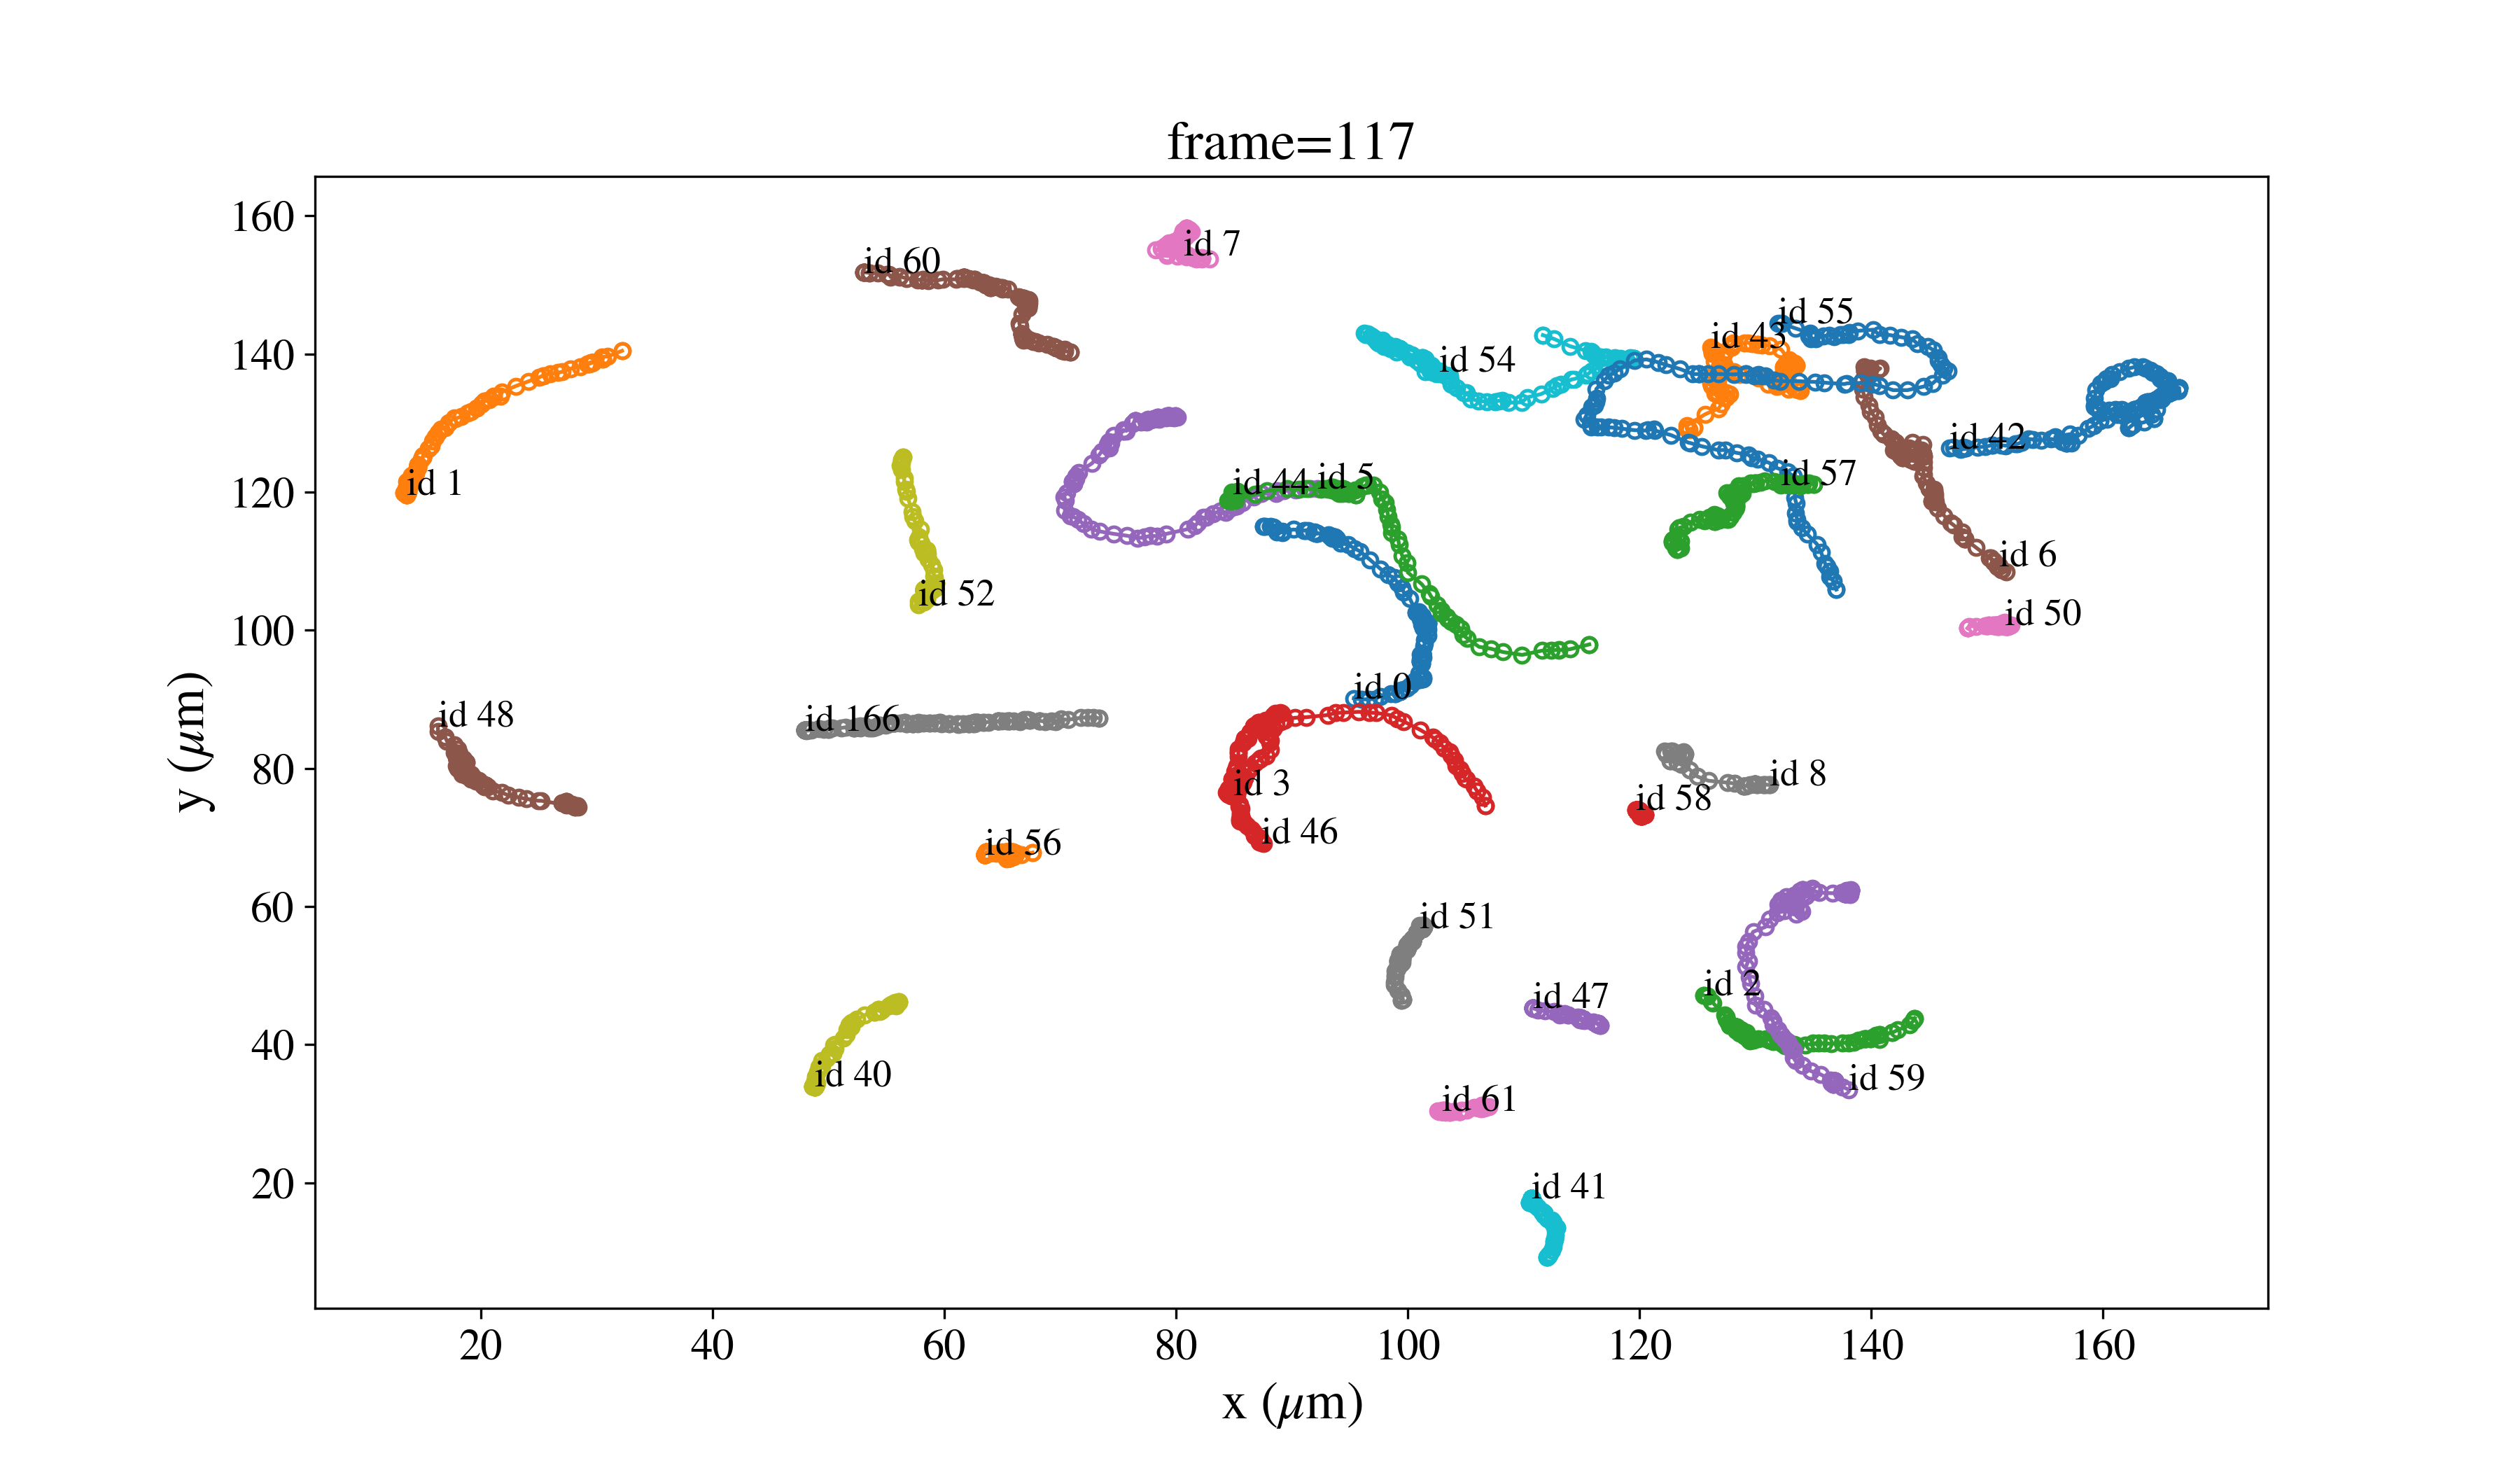 frame=117
160
140
120
100
80
60
40
20
y (μm)
id 7
id 60
id 55
id 43
id 54
id 42
id 1
id 44
id 5
id 57
id 6
id 52
id 50
id 0
id 48
id 166
id 3
id 8
id 58
id 46
id 56
id 51
id 2
id 47
id 40
id 59
id 61
id 41
20 40 60 80 100 120 140 160
x (μm)